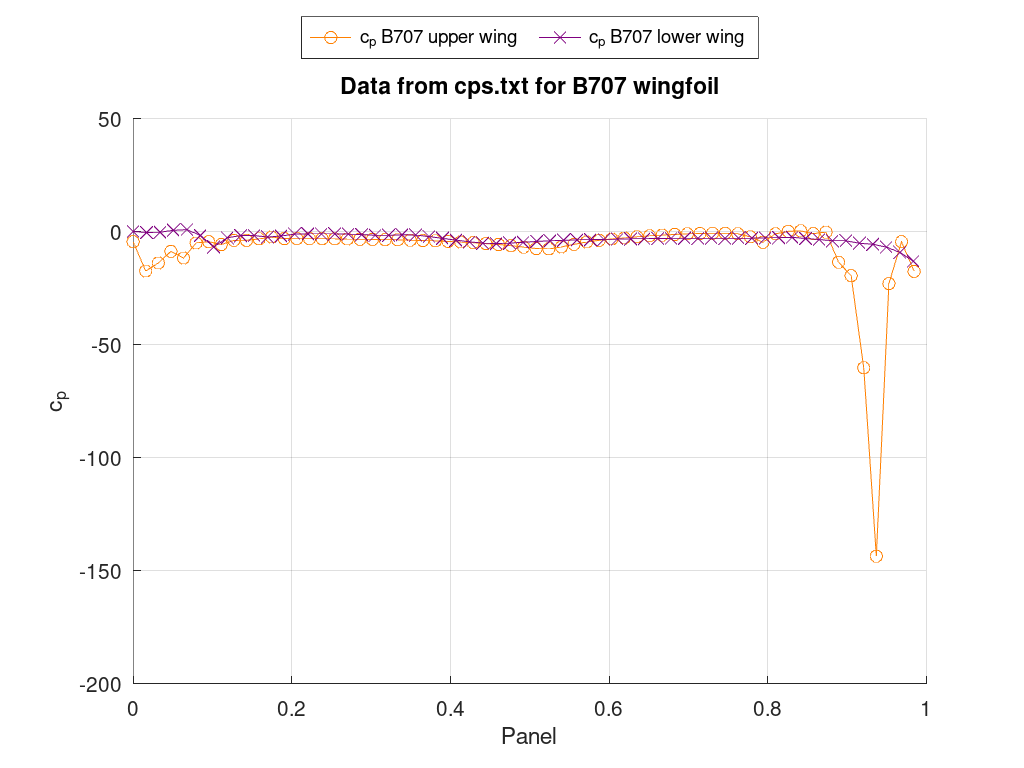 cp B707 upper wing cp B707 lower wing
Data from cps.txt for B707 wingfoil
50
0
-50
-100
-150
-200
cp
0 0.2 0.4 0.6 0.8 1
Panel